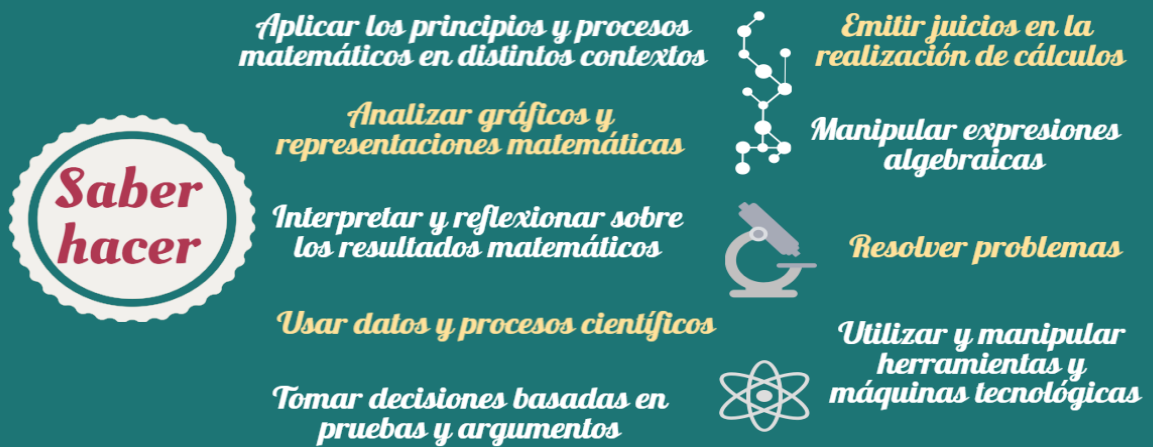 Saber
hacer
Aplicar los principios y procesos
matemáticos en distintos contextos
Analizar gráficos y
representaciones matemáticas
Interpretar y reflexionar sobre
los resultados matemáticos
Usar datos y procesos científicos
Tomar decisiones basadas en
pruebas y argumentos
Emitir juicios en la
realización de cálculos
Manipular expresiones
algebraicas
Resolver problemas
Utilizar y manipular
herramientas y
máquinas tecnológicas